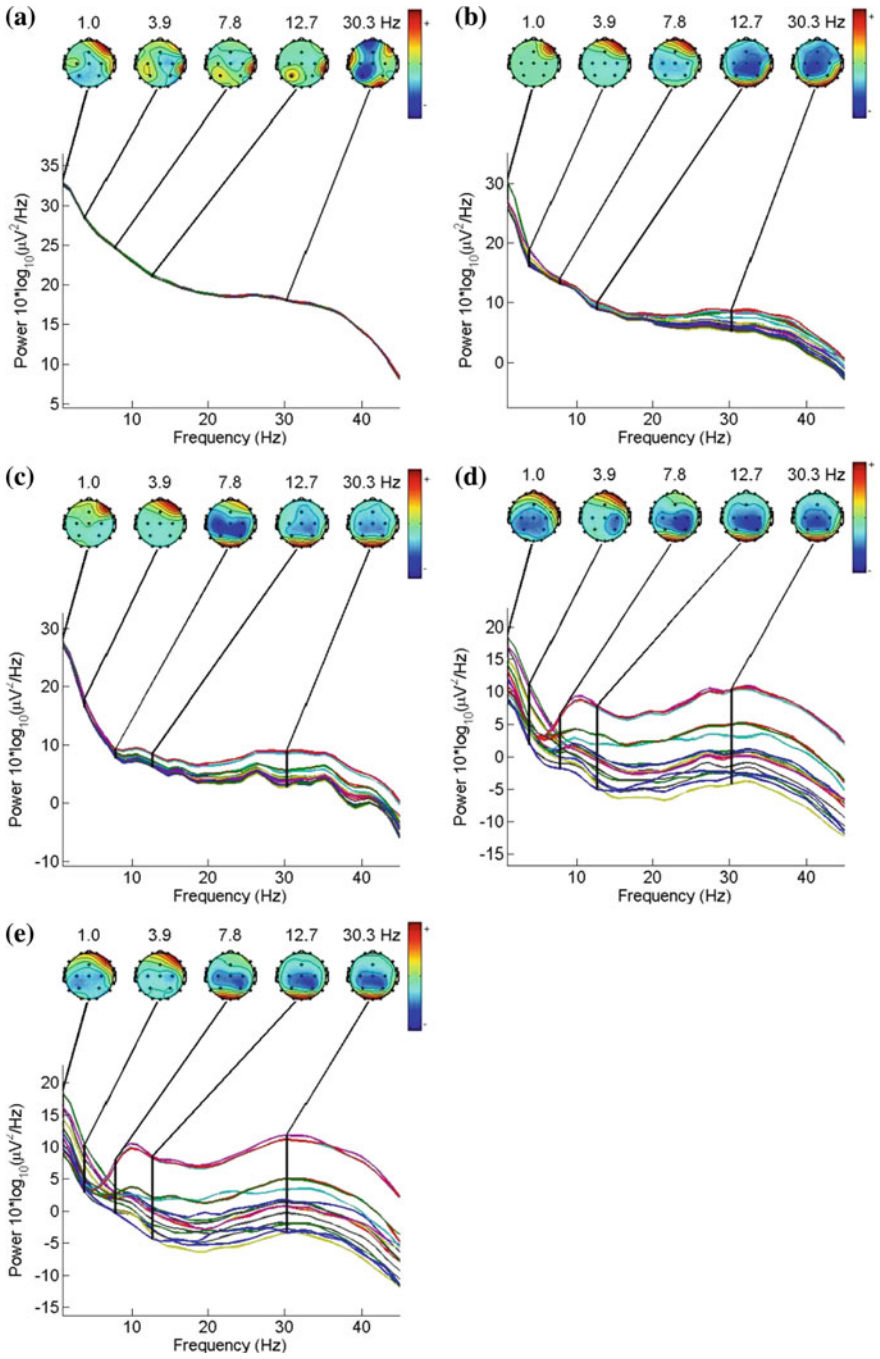 (a) 1.0 3.9 7.8 12.7 30.3 Hz
+
-
35
30
25
20
15
10
5
Power 10*log10(μV²/Hz)
10 20 30 40
Frequency (Hz)
(b) 1.0 3.9 7.8 12.7 30.3 Hz
+
-
30
20
10
0
Power 10*log10(μV²/Hz)
10 20 30 40
Frequency (Hz)
(c) 1.0 3.9 7.8 12.7 30.3 Hz
+
-
30
20
10
0
-10
Power 10*log10(μV²/Hz)
10 20 30 40
Frequency (Hz)
(d) 1.0 3.9 7.8 12.7 30.3 Hz
+
-
20
15
10
5
0
-5
-10
-15
Power 10*log10(μV²/Hz)
10 20 30 40
Frequency (Hz)
(e) 1.0 3.9 7.8 12.7 30.3 Hz
+
-
20
15
10
5
0
-5
-10
-15
Power 10*log10(μV²/Hz)
10 20 30 40
Frequency (Hz)